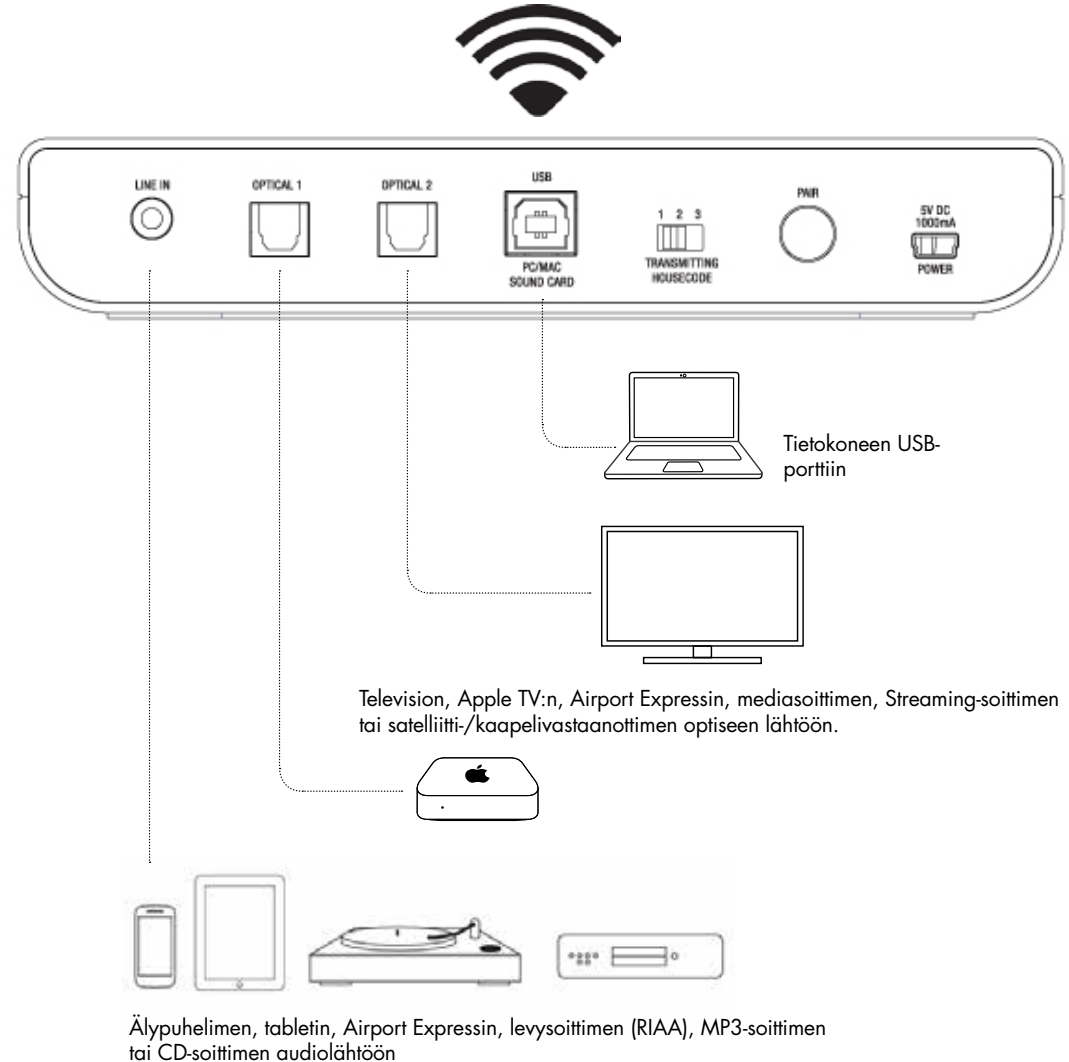 LINE IN
OPTICAL 1
OPTICAL 2
USB
PC/MAC
SOUND CARD
1 2 3
TRANSMITTING
HOUSECODE
PAIR
5V DC
1000mA
POWER
Tietokoneen USB-
porttiin
Television, Apple TV:n, Airport Expressin, mediasoittimen, Streaming-soittimen
tai satelliitti-/kaapelivastaanottimen optiseen lähtöön.
Älypuhelimen, tabletin, Airport Expressin, levysoittimen (RIAA), MP3-soittimen
tai CD-soittimen audiolähtöön